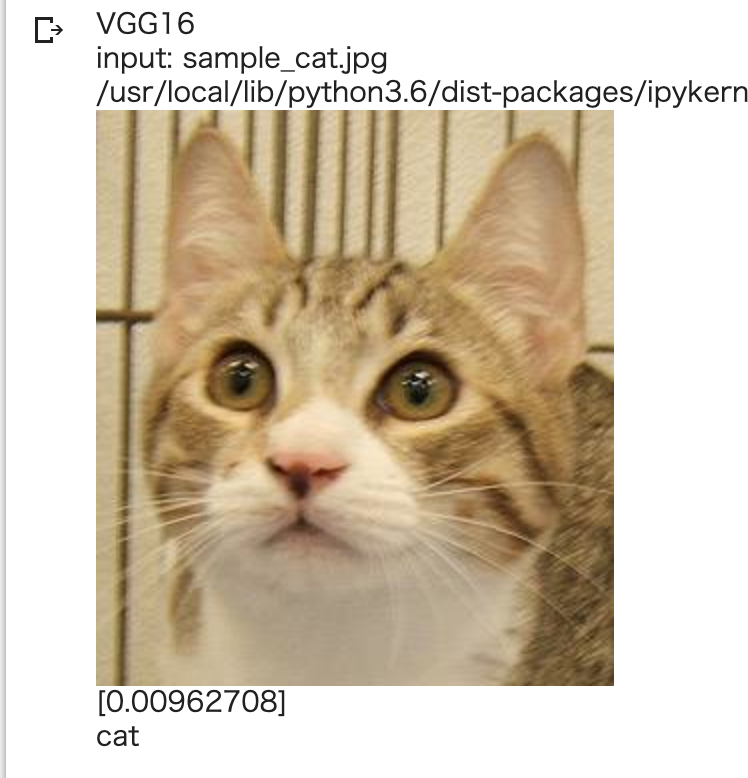 VGG16
input: sample_cat.jpg
/usr/local/lib/python3.6/dist-packages/ipykern
[0.00962708]
cat